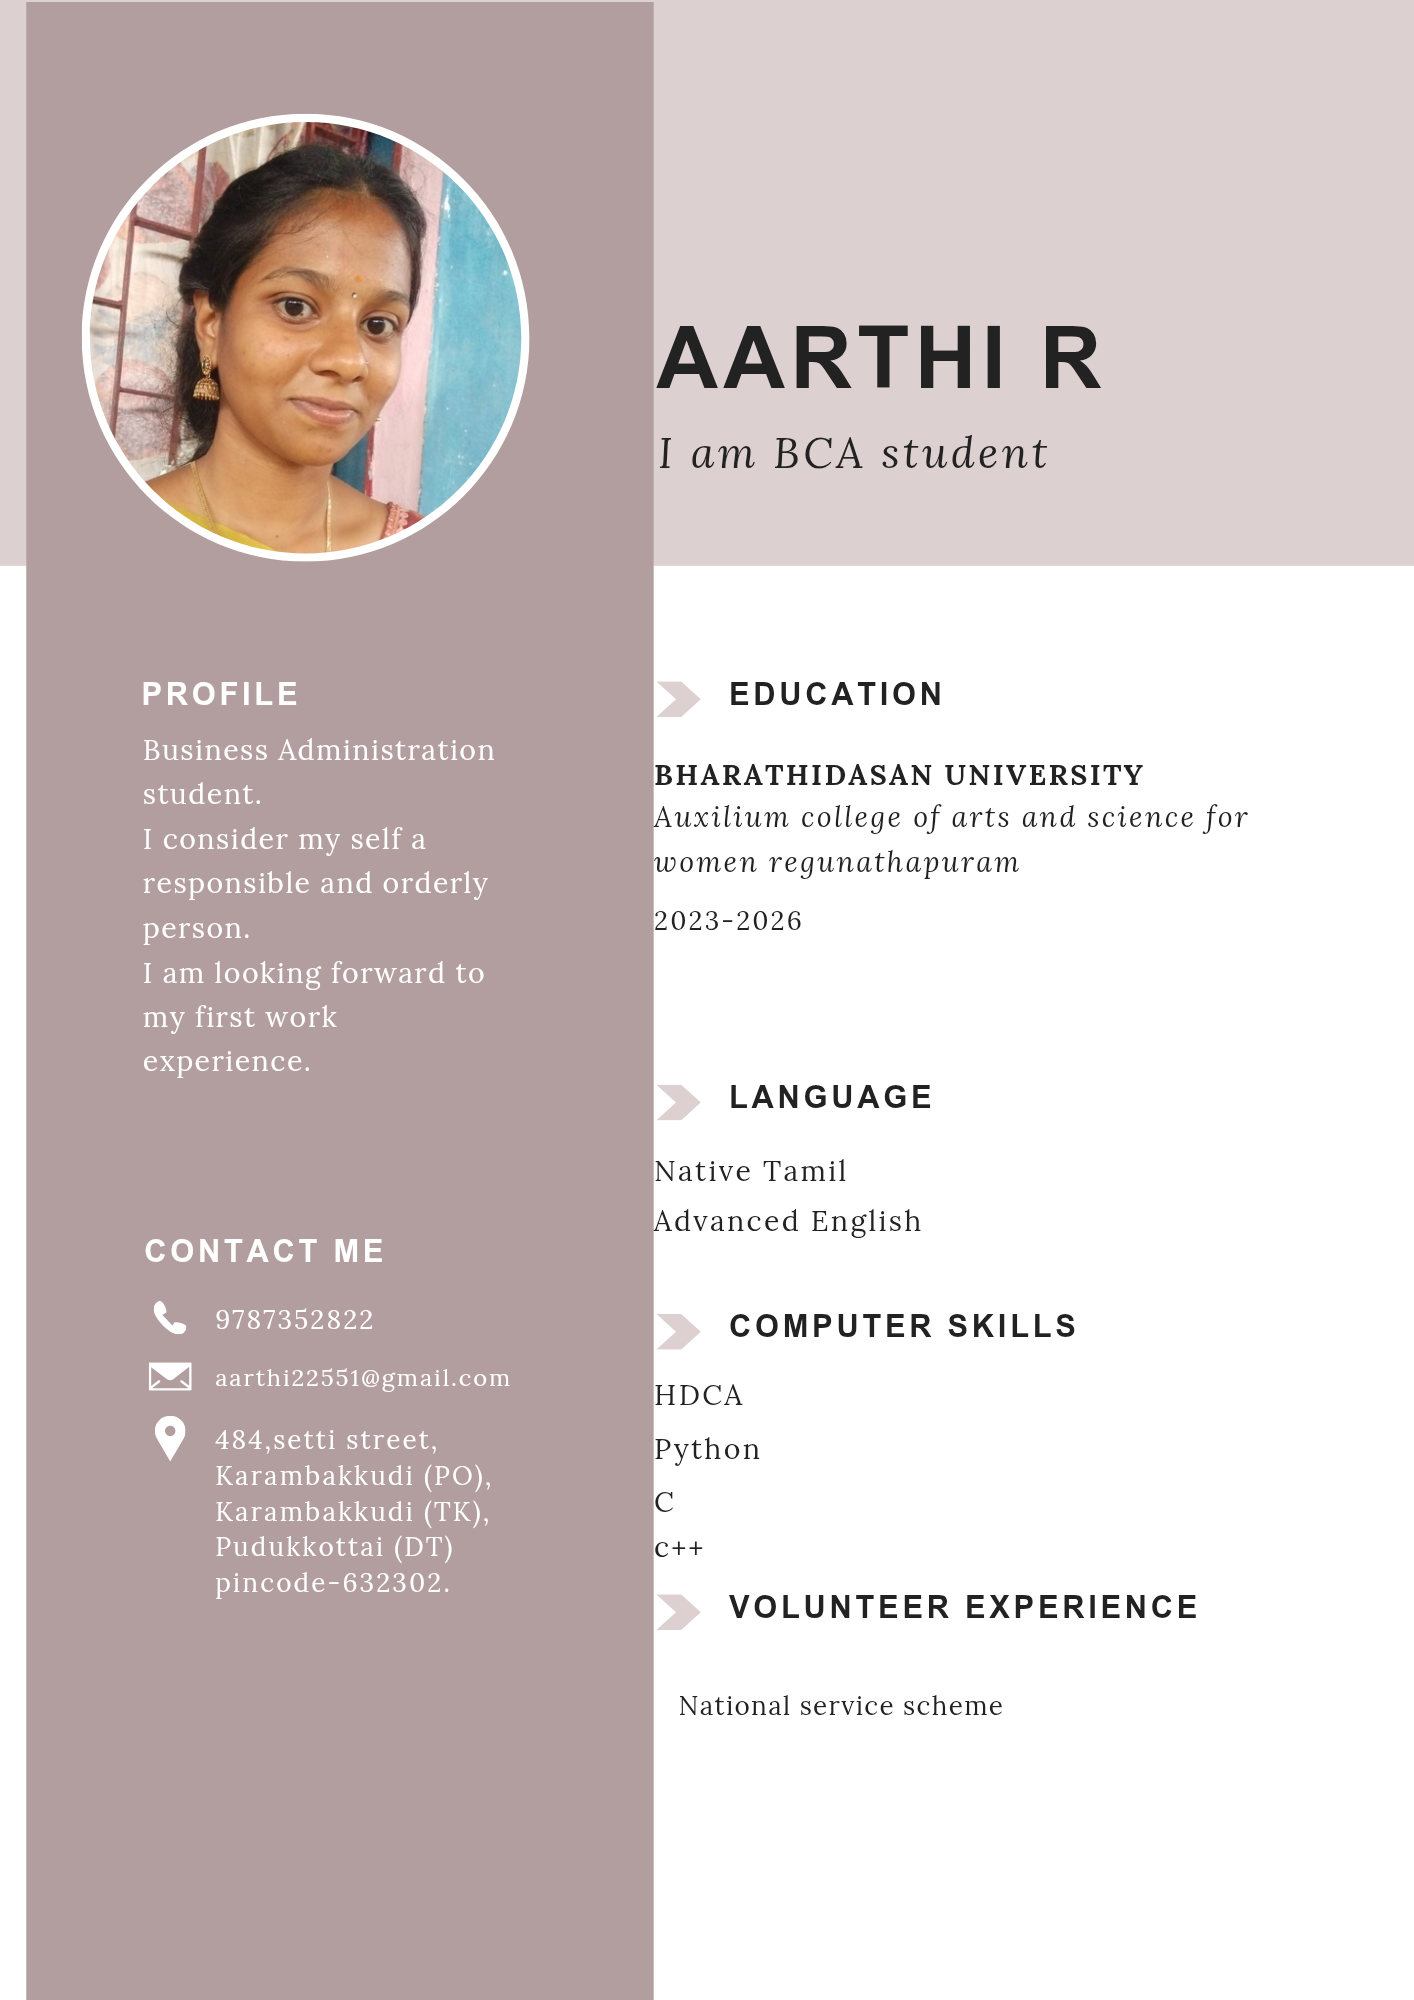 AARTHI R
I am BCA student
PROFILE
Business Administration
student.
I consider my self a
responsible and orderly
person.
I am looking forward to
my first work
experience.
CONTACT ME
9787352822
aarthi22551@gmail.com
484,setti street,
Karambakkudi (PO),
Karambakkudi (TK),
Pudukkottai (DT)
pincode-632302.
EDUCATION
BHARATHIDASAN UNIVERSITY
Auxilium college of arts and science for
women regunathapuram
2023-2026
LANGUAGE
Native Tamil
Advanced English
COMPUTER SKILLS
HDCA
Python
C
c++
VOLUNTEER EXPERIENCE
National service scheme